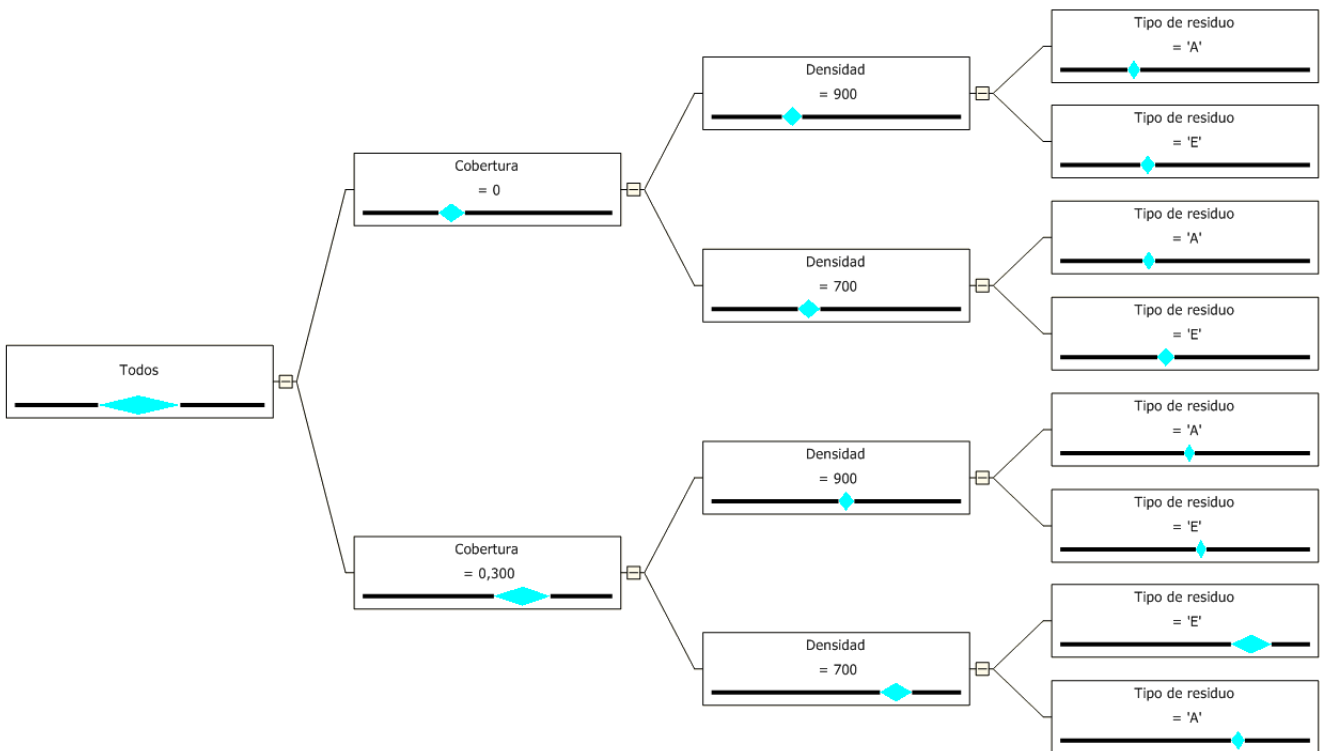 Todos
Cobertura
= 0
Densidad
= 900
Tipo de residuo
= 'A'
Tipo de residuo
= 'E'
Densidad
= 700
Tipo de residuo
= 'A'
Tipo de residuo
= 'E'
Cobertura
= 0,300
Densidad
= 900
Tipo de residuo
= 'A'
Tipo de residuo
= 'E'
Densidad
= 700
Tipo de residuo
= 'E'
Tipo de residuo
= 'A'